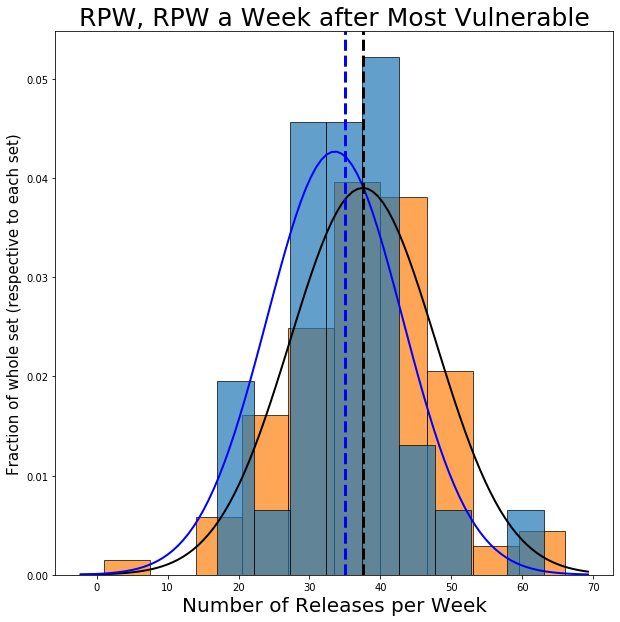 RPW, RPW a Week after Most Vulnerable
Fraction of whole set (respective to each set)
0.05
0.04
0.03
0.02
0.01
0.00
0 10 20 30 40 50 60 70
Number of Releases per Week